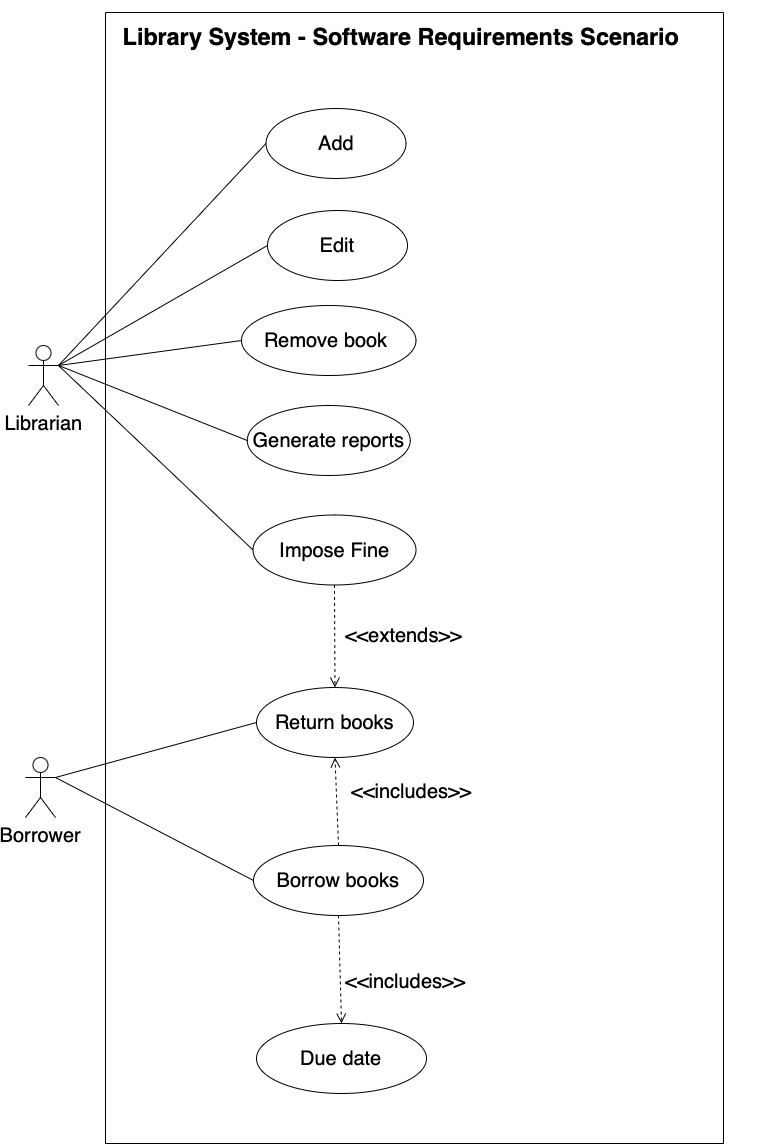 Library System - Software Requirements Scenario
Add
Edit
Remove book
Librarian
Generate reports
Impose Fine
<<extends>>
Return books
<<includes>>
Borrower
Borrow books
<<includes>>
Due date